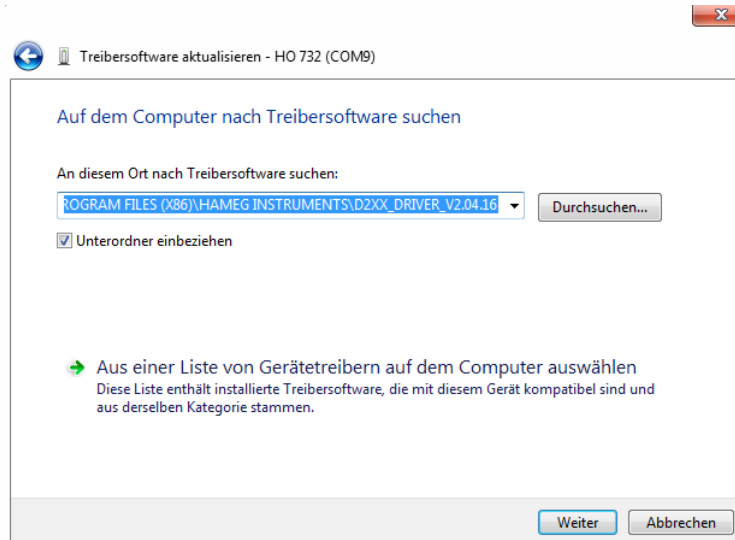 Treibersoftware aktualisieren - HO 732 (COM9)
Auf dem Computer nach Treibersoftware suchen
An diesem Ort nach Treibersoftware suchen:
ROGRAM FILES (X86)\HAMEG INSTRUMENTS\D2XX_DRIVER_V2.04.16
Durchsuchen...
Unterordner einbeziehen
Aus einer Liste von Gerätetreibern auf dem Computer auswählen
Diese Liste enthält installierte Treibersoftware, die mit diesem Gerät kompatibel sind und
aus derselben Kategorie stammen.
Weiter
Abbrechen